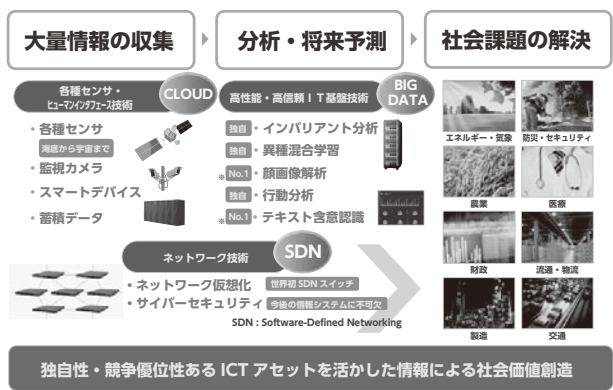 大量情報の収集
分析・将来予測
社会課題の解決
各種センサ・
ヒューマンインタフェース技術
CLOUD
・各種センサ
海底から宇宙まで
・監視カメラ
・スマートデバイス
・蓄積データ
高性能・高信頼IT基盤技術
BIG
DATA
独自・インバリアント分析
独自・異種混合学習
※No.1・顔画像解析
独自・行動分析
※No.1・テキスト含意認識
ネットワーク技術
SDN
・ネットワーク仮想化 世界初SDNスイッチ
・サイバーセキュリティ 今後の情報システムに不可欠
SDN : Software-Defined Networking
エネルギー・気象
防災・セキュリティ
農業
医療
財政
流通・物流
製造
交通
独自性・競争優位性あるICTアセットを活かした情報による社会価値創造